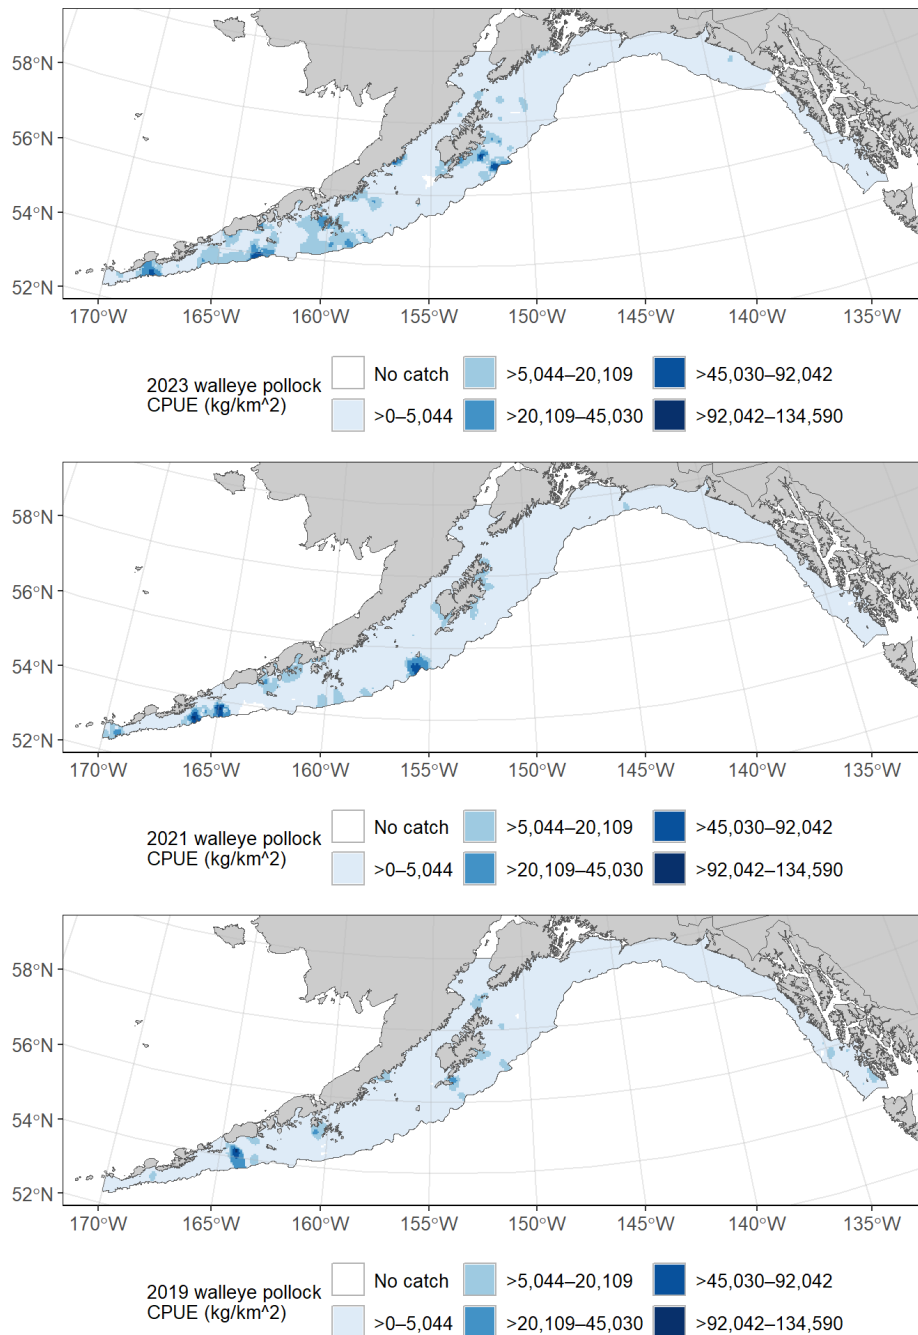 58°N
56°N
54°N
52°N
170°W 165°W 160°W 155°W 150°W 145°W 140°W 135°W
2023 walleye pollock
CPUE (kg/km^2)
No catch >5,044–20,109 >45,030–92,042
>0–5,044 >20,109–45,030 >92,042–134,590
58°N
56°N
54°N
52°N
170°W 165°W 160°W 155°W 150°W 145°W 140°W 135°W
2021 walleye pollock
CPUE (kg/km^2)
No catch >5,044–20,109 >45,030–92,042
>0–5,044 >20,109–45,030 >92,042–134,590
58°N
56°N
54°N
52°N
170°W 165°W 160°W 155°W 150°W 145°W 140°W 135°W
2019 walleye pollock
CPUE (kg/km^2)
No catch >5,044–20,109 >45,030–92,042
>0–5,044 >20,109–45,030 >92,042–134,590